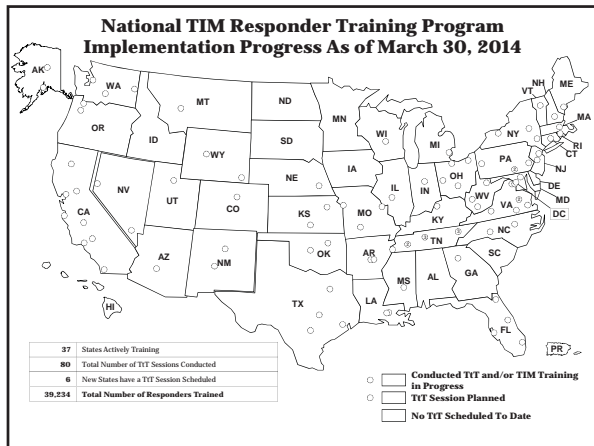 National TIM Responder Training Program
Implementation Progress As of March 30, 2014
AK
WA
MT
ND
MN
ME
NH
VT
MA
OR
ID
SD
WI
MI
NY
RI
CT
WY
NJ
PA
IA
NE
OH
DE
NV
UT
IL
IN
WV
MD
CO
VA
DC
CA
KS
MO
KY
NC
TN
AZ
NM
OK
AR
SC
MS
AL
GA
TX
LA
HI
FL
PR
37 States Actively Training
80 Total Number of TtT Sessions Conducted
6 New States have a TtT Session Scheduled
39,234 Total Number of Responders Trained
Conducted TtT and/or TIM Training
in Progress
TtT Session Planned
No TtT Scheduled To Date